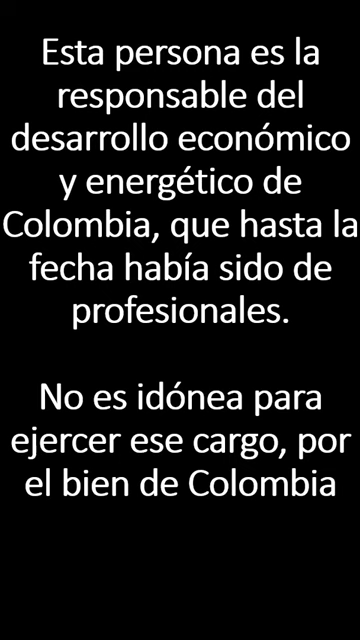 Esta persona es la
responsable del
desarrollo económico
y energético de
Colombia, que hasta la
fecha había sido de
profesionales.
No es idónea para
ejercer ese cargo, por
el bien de Colombia